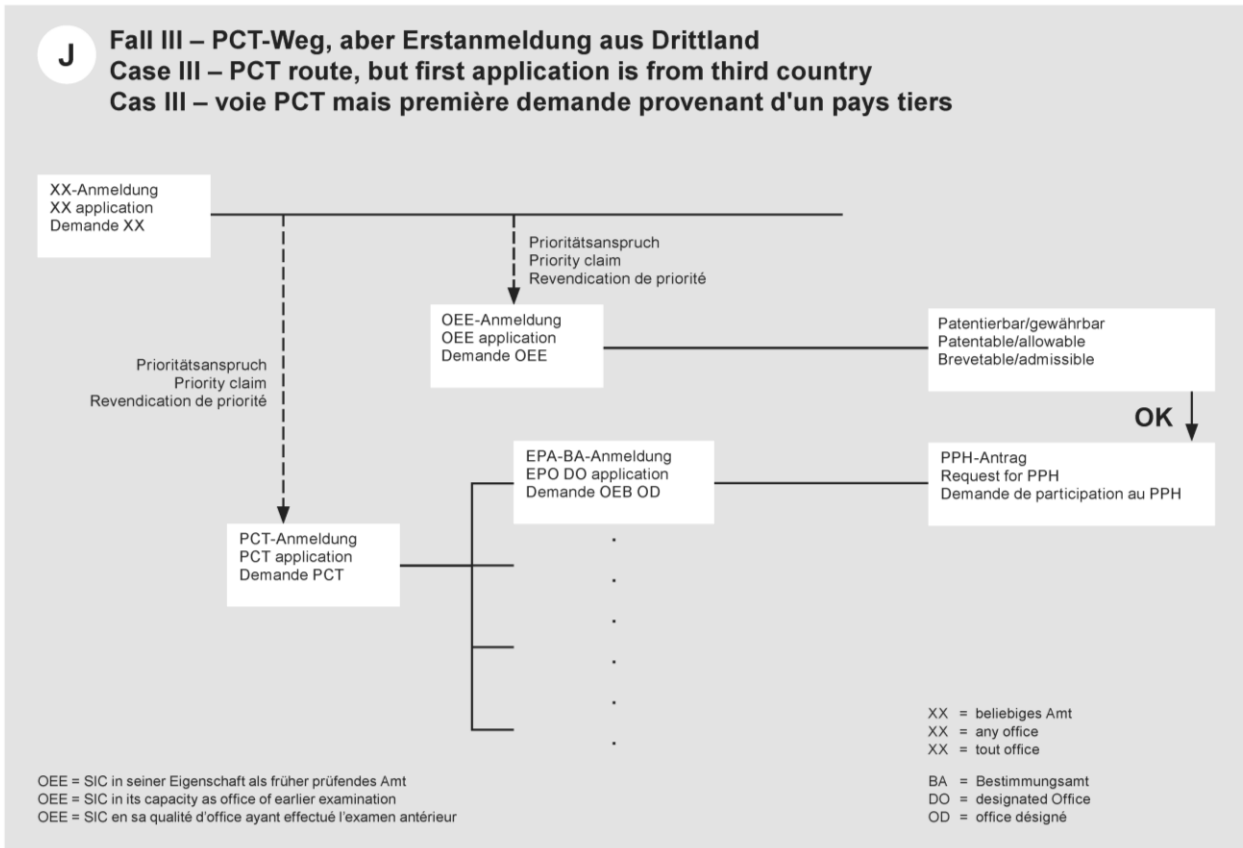 J
Fall III – PCT-Weg, aber Erstanmeldung aus Drittland
Case III – PCT route, but first application is from third country
Cas III – voie PCT mais première demande provenant d'un pays tiers
XX-Anmeldung
XX application
Demande XX
Prioritätsanspruch
Priority claim
Revendication de priorité
OEE-Anmeldung
OEE application
Demande OEE
Patentierbar/gewährbar
Patentable/allowable
Brevetable/admissible
Prioritätsanspruch
Priority claim
Revendication de priorité
OK
EPA-BA-Anmeldung
EPO DO application
Demande OEB OD
PPH-Antrag
Request for PPH
Demande de participation au PPH
PCT-Anmeldung
PCT application
Demande PCT
XX = beliebiges Amt
XX = any office
XX = tout office
OEE = SIC in seiner Eigenschaft als früher prüfendes Amt
OEE = SIC in its capacity as office of earlier examination
OEE = SIC en sa qualité d'office ayant effectué l'examen antérieur
BA = Bestimmungsamt
DO = designated Office
OD = office désigné